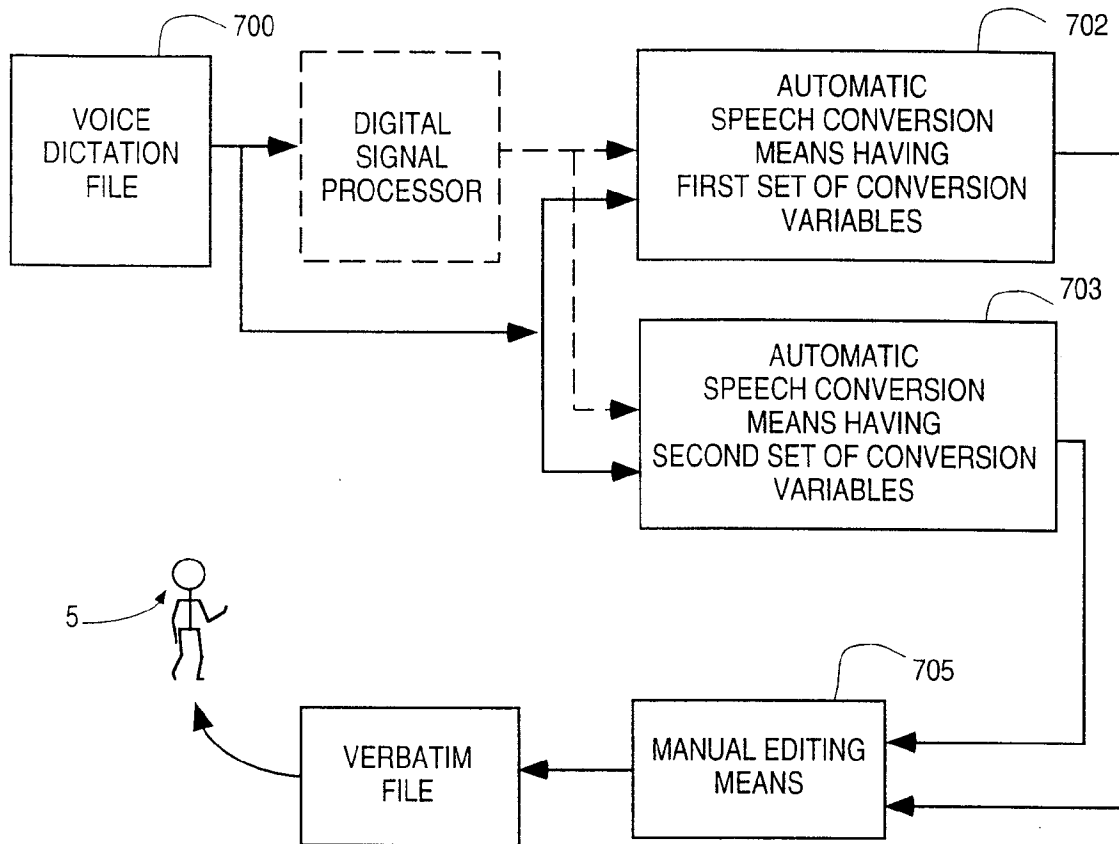 700
VOICE
DICTATION
FILE
DIGITAL
SIGNAL
PROCESSOR
702
AUTOMATIC
SPEECH CONVERSION
MEANS HAVING
FIRST SET OF CONVERSION
VARIABLES
703
AUTOMATIC
SPEECH CONVERSION
MEANS HAVING
SECOND SET OF CONVERSION
VARIABLES
5
VERBATIM
FILE
705
MANUAL EDITING
MEANS